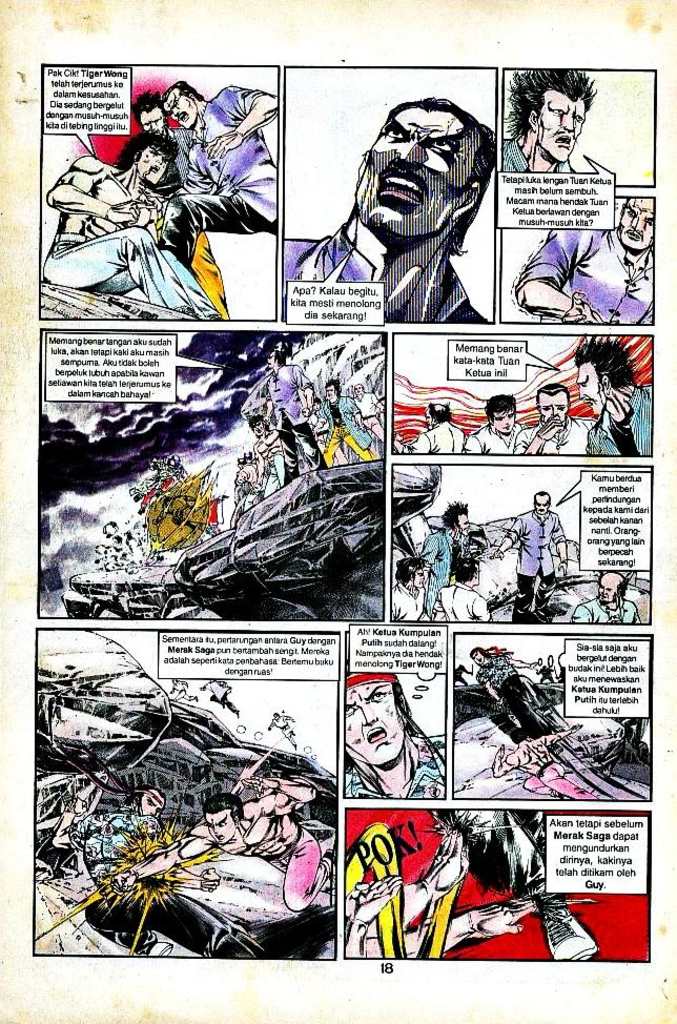 Pak Cik! Tiger Wong
telah terjerumus ke
dalam kesusahan.
Dia sedang bergelut
dengan musuh-musuh
kita di tebing tinggi itu.
Apa? Kalau begitu,
kita mesti menolong
dia sekarang!
Tetapi luka lengan Tuan Ketua
masih belum sembuh.
Macam mana hendak Tuan
Ketua berlawan dengan
musuh-musuh kita?
Memang benar tangan aku sudah
luka, akan tetapi kaki aku masih
sempurna. Aku tidak boleh
berpeluk tubuh apabila kawan
setiawan kita telah terjerumus ke
dalam kancah bahaya!
Memang benar
kata-kata Tuan
Ketua ini!
Kamu berdua
memberi
perlindungan
kepada kami dari
sebelah kanan
nanti. Orang-
orang yang lain
berpecah
sekarang!
Sementara itu, pertarungan antara Guy dengan
Merak Saga pun bertambah sengit. Mereka
adalah seperti kata penbahasa: Bertemu buku
dengan ruas!
Ah! Ketua Kumpulan
Putih sudah datang!
Nampaknya dia hendak
menolong Tiger Wong!
Sia-sia saja aku
bergelut dengan
budak ini! Lebih baik
aku menewaskan
Ketua Kumpulan
Putih itu terlebih
dahulu!
POK!
Akan tetapi sebelum
Merak Saga dapat
mengundurkan
dirinya, kakinya
telah ditikam oleh
Guy.
18